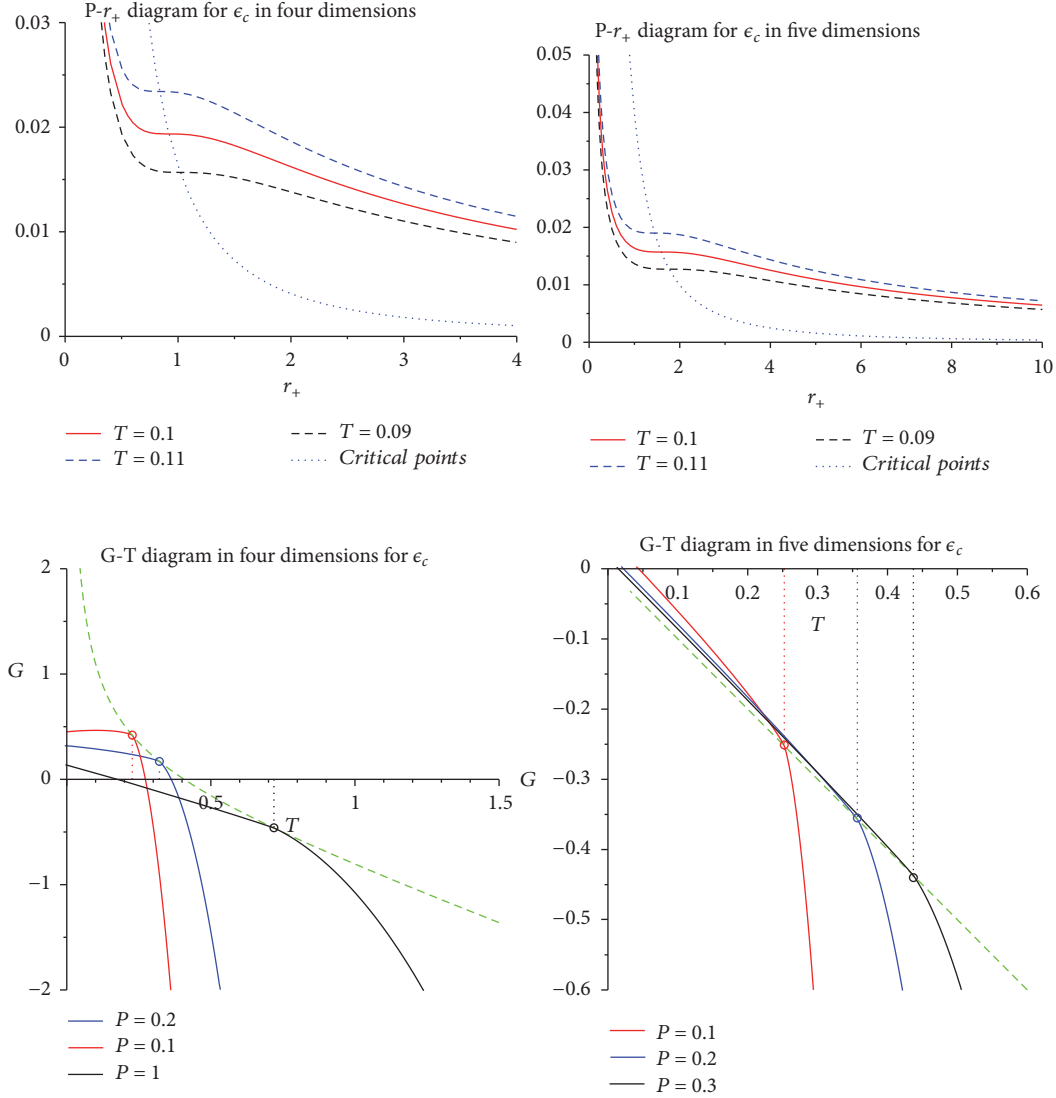 P-r₊ diagram for ϵ_c in four dimensions
0.03
0.02
0.01
0
0 1 2 3 4
r₊
T = 0.1
T = 0.09
T = 0.11
Critical points
P-r₊ diagram for ϵ_c in five dimensions
0.05
0.04
0.03
0.02
0.01
0
0 2 4 6 8 10
r₊
T = 0.1
T = 0.09
T = 0.11
Critical points
G-T diagram in four dimensions for ϵ_c
2
1
G
0
0.5 1 1.5
T
−1
−2
P = 0.2
P = 0.1
P = 1
G-T diagram in five dimensions for ϵ_c
0
0.1 0.2 0.3 0.4 0.5 0.6
T
−0.1
−0.2
G
−0.3
−0.4
−0.5
−0.6
P = 0.1
P = 0.2
P = 0.3